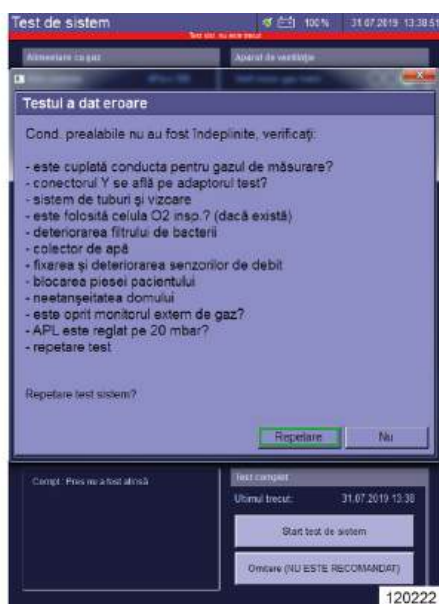 Test de sistem
100%
31.07.2019 13:38:51
Alimentare cu gaz
Aparat de ventilație
Testul a dat eroare
Cond. prealabile nu au fost îndeplinite, verificați:
- este cuplată conducta pentru gazul de măsurare?
- conectorul Y se află pe adaptorul test?
- sistem de tuburi și vizoare
- este folosită celula O2 insp.? (dacă există)
- deteriorarea filtrului de bacterii
- colector de apă
- fixarea și deteriorarea senzorilor de debit
- blocarea piesei pacientului
- neetanșeitatea domului
- este oprit monitorul extern de gaz?
- APL este reglat pe 20 mbar?
- repetare test
Repetare test sistem?
Repetare
Nu
Compl. Pres nu a fost atinsă
Test complet
Ultimul trecut:
31.07.2019 13:38
Start test de sistem
Omitere (NU ESTE RECOMANDAT)
120222